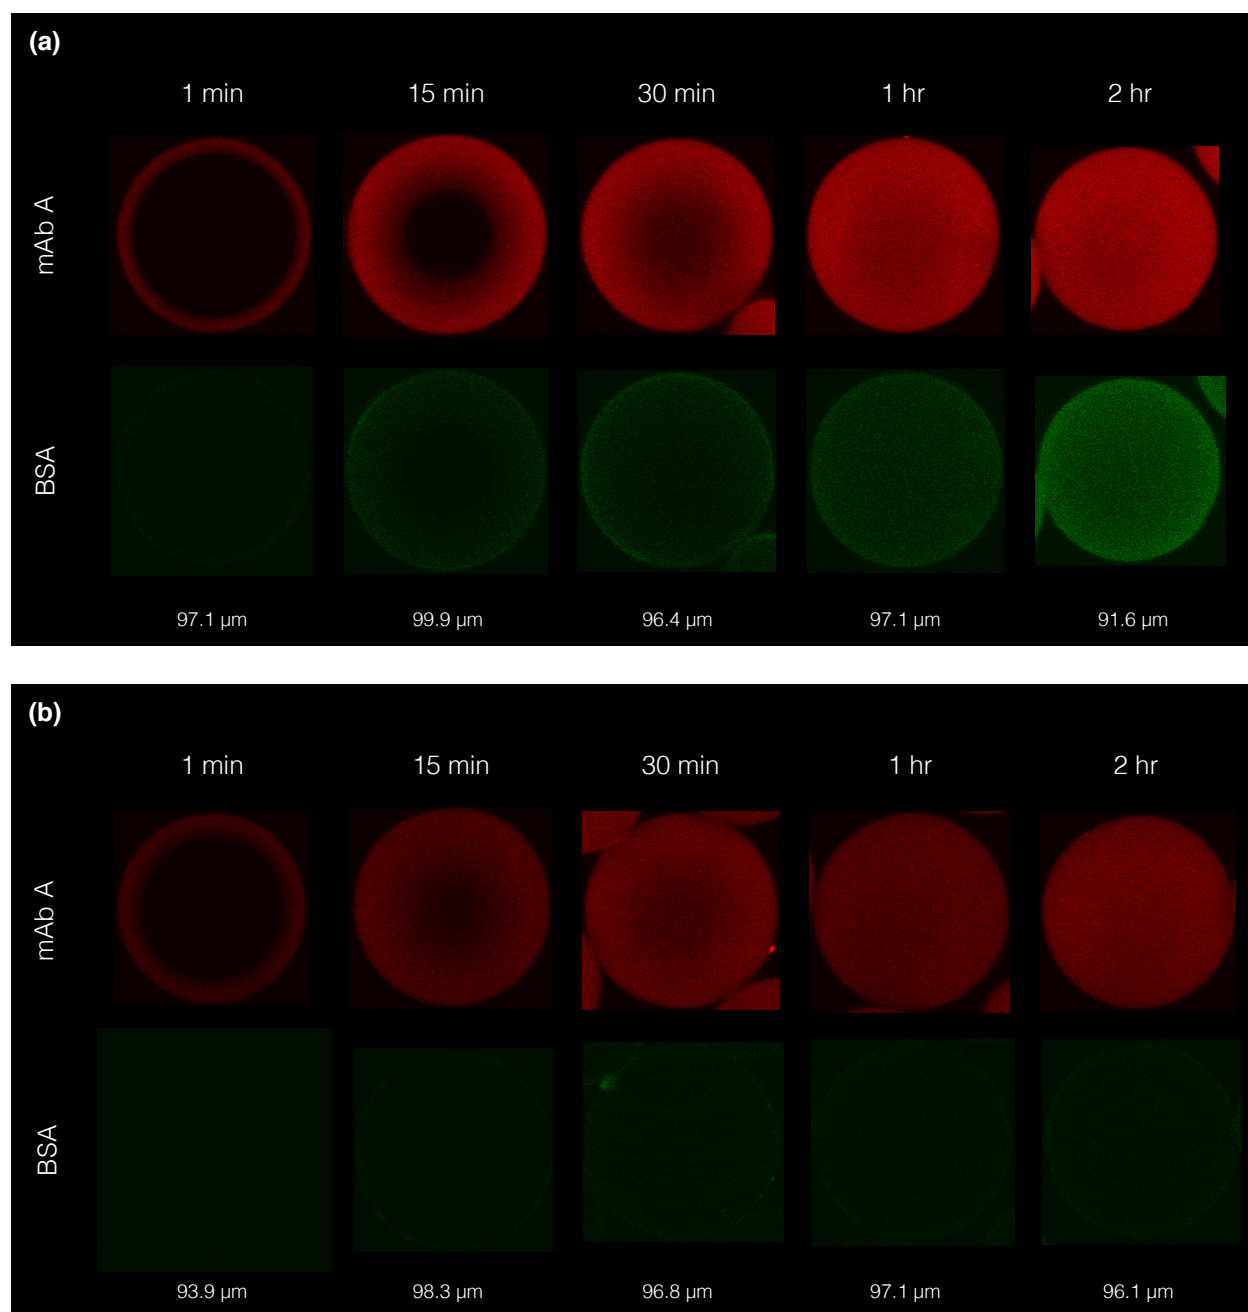 (a)
1 min 15 min 30 min 1 hr 2 hr
mAb A
BSA
97.1 µm 99.9 µm 96.4 µm 97.1 µm 91.6 µm
(b)
1 min 15 min 30 min 1 hr 2 hr
mAb A
BSA
93.9 µm 98.3 µm 96.8 µm 97.1 µm 96.1 µm